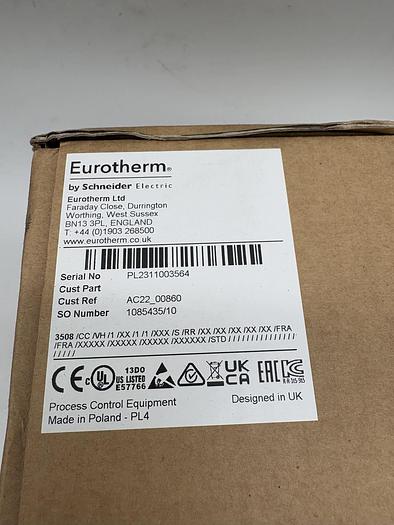 Eurotherm®
by Schneider Electric
Eurotherm Ltd
Faraday Close, Durrington
Worthing, West Sussex
BN13 3PL, ENGLAND
T: +44 (0)1903 268500
www.eurotherm.co.uk
Serial No PL2311003564
Cust Part
Cust Ref AC22_00860
SO Number 1085435/10
3508 /CC /VH /1 /XX /1 /1 /XXX /S /RR /XX /XX /XX /XX /XX /FRA
/FRA /XXXXX /XXXXX /XXXXX /XXXXXX /STD / / / / / / / / / / / / / / /
/ / / / /
CE c UL US LISTED 13DO E57766 UK CA EAC
Process Control Equipment Designed in UK
Made in Poland - PL4